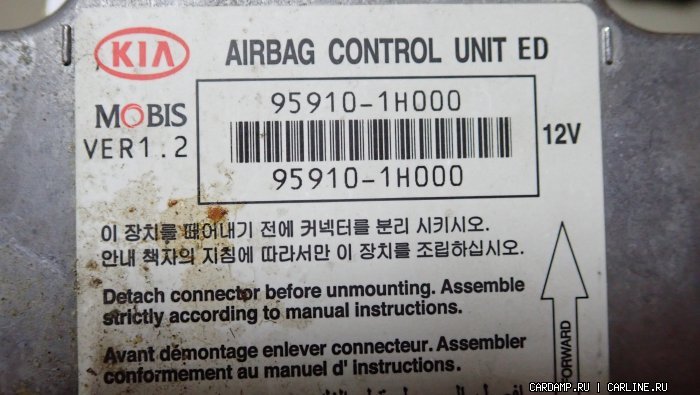 KIA AIRBAG CONTROL UNIT ED
95910-1H000
MOBIS
VER1.2
12V
95910-1H000
이 장치를 떼어내기 전에 커넥터를 분리 시키시오.
안내 책자의 지침에 따라서만 이 장치를 조립하십시오.
Detach connector before unmounting. Assemble
strictly according to manual instructions.
Avant démontage enlever connecteur. Assembler
conformement au manuel d' instructions.
FORWARD
CARDAMP.RU | CARLINE.RU